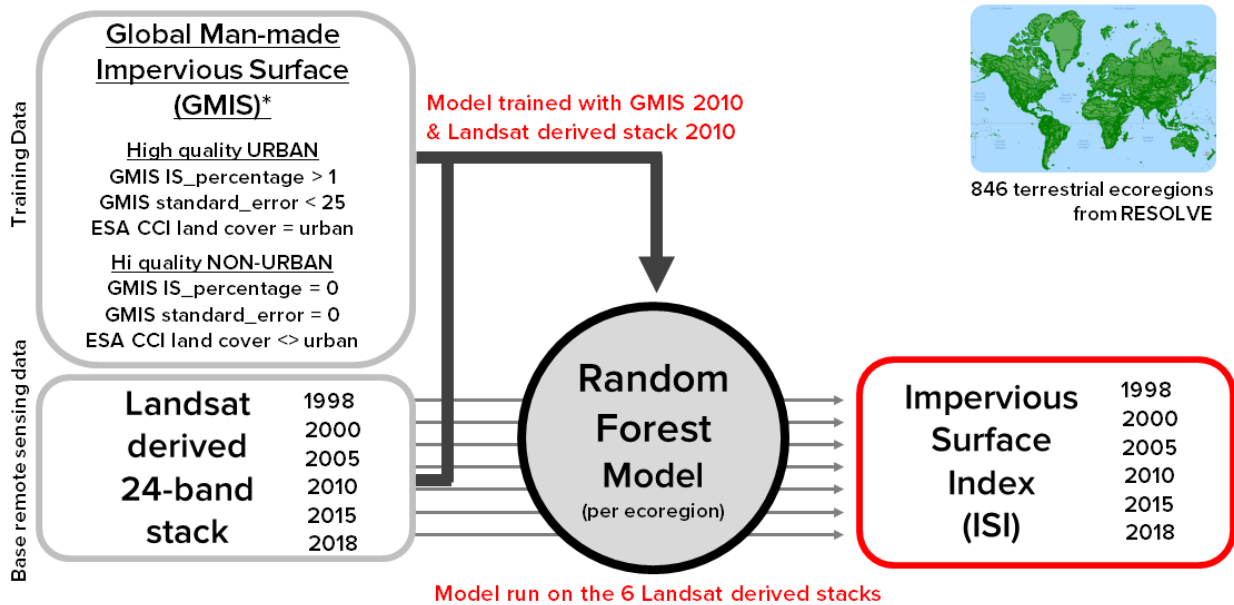 Training Data
Global Man-made
Impervious Surface
(GMIS)*
High quality URBAN
GMIS IS_percentage > 1
GMIS standard_error < 25
ESA CCI land cover = urban
Hi quality NON-URBAN
GMIS IS_percentage = 0
GMIS standard_error = 0
ESA CCI land cover <> urban
Model trained with GMIS 2010
& Landsat derived stack 2010
846 terrestrial ecoregions
from RESOLVE
Base remote sensing data
Landsat
derived
24-band
stack
1998
2000
2005
2010
2015
2018
Random
Forest
Model
(per ecoregion)
Impervious
Surface
Index
(ISI)
1998
2000
2005
2010
2015
2018
Model run on the 6 Landsat derived stacks